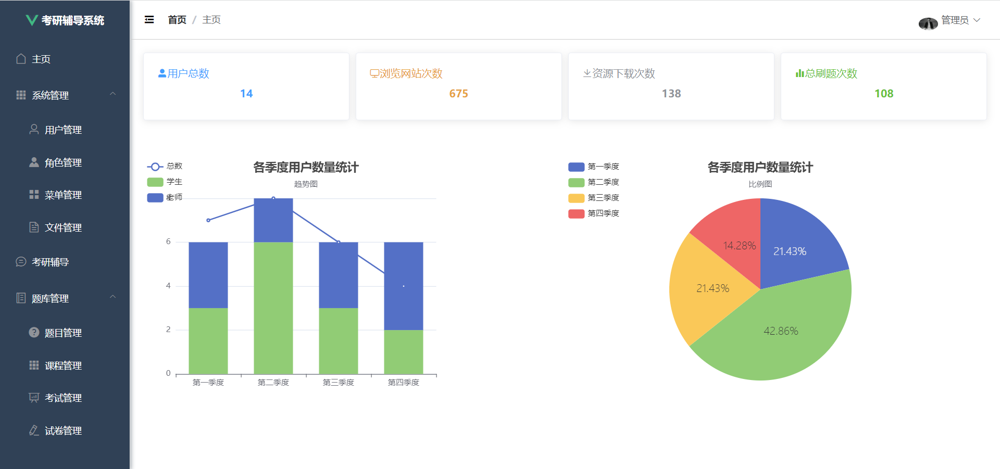 考研辅导系统
主页
系统管理
用户管理
角色管理
菜单管理
文件管理
考研辅导
题库管理
题目管理
课程管理
考试管理
试卷管理
首页 / 主页
管理员
用户总数
14
浏览网站次数
675
资源下载次数
138
总刷题次数
108
各季度用户数量统计
趋势图
总数
学生
老师
8
6
4
2
0
第一季度
第二季度
第三季度
第四季度
各季度用户数量统计
比例图
第一季度
第二季度
第三季度
第四季度
14.28%
21.43%
21.43%
42.86%